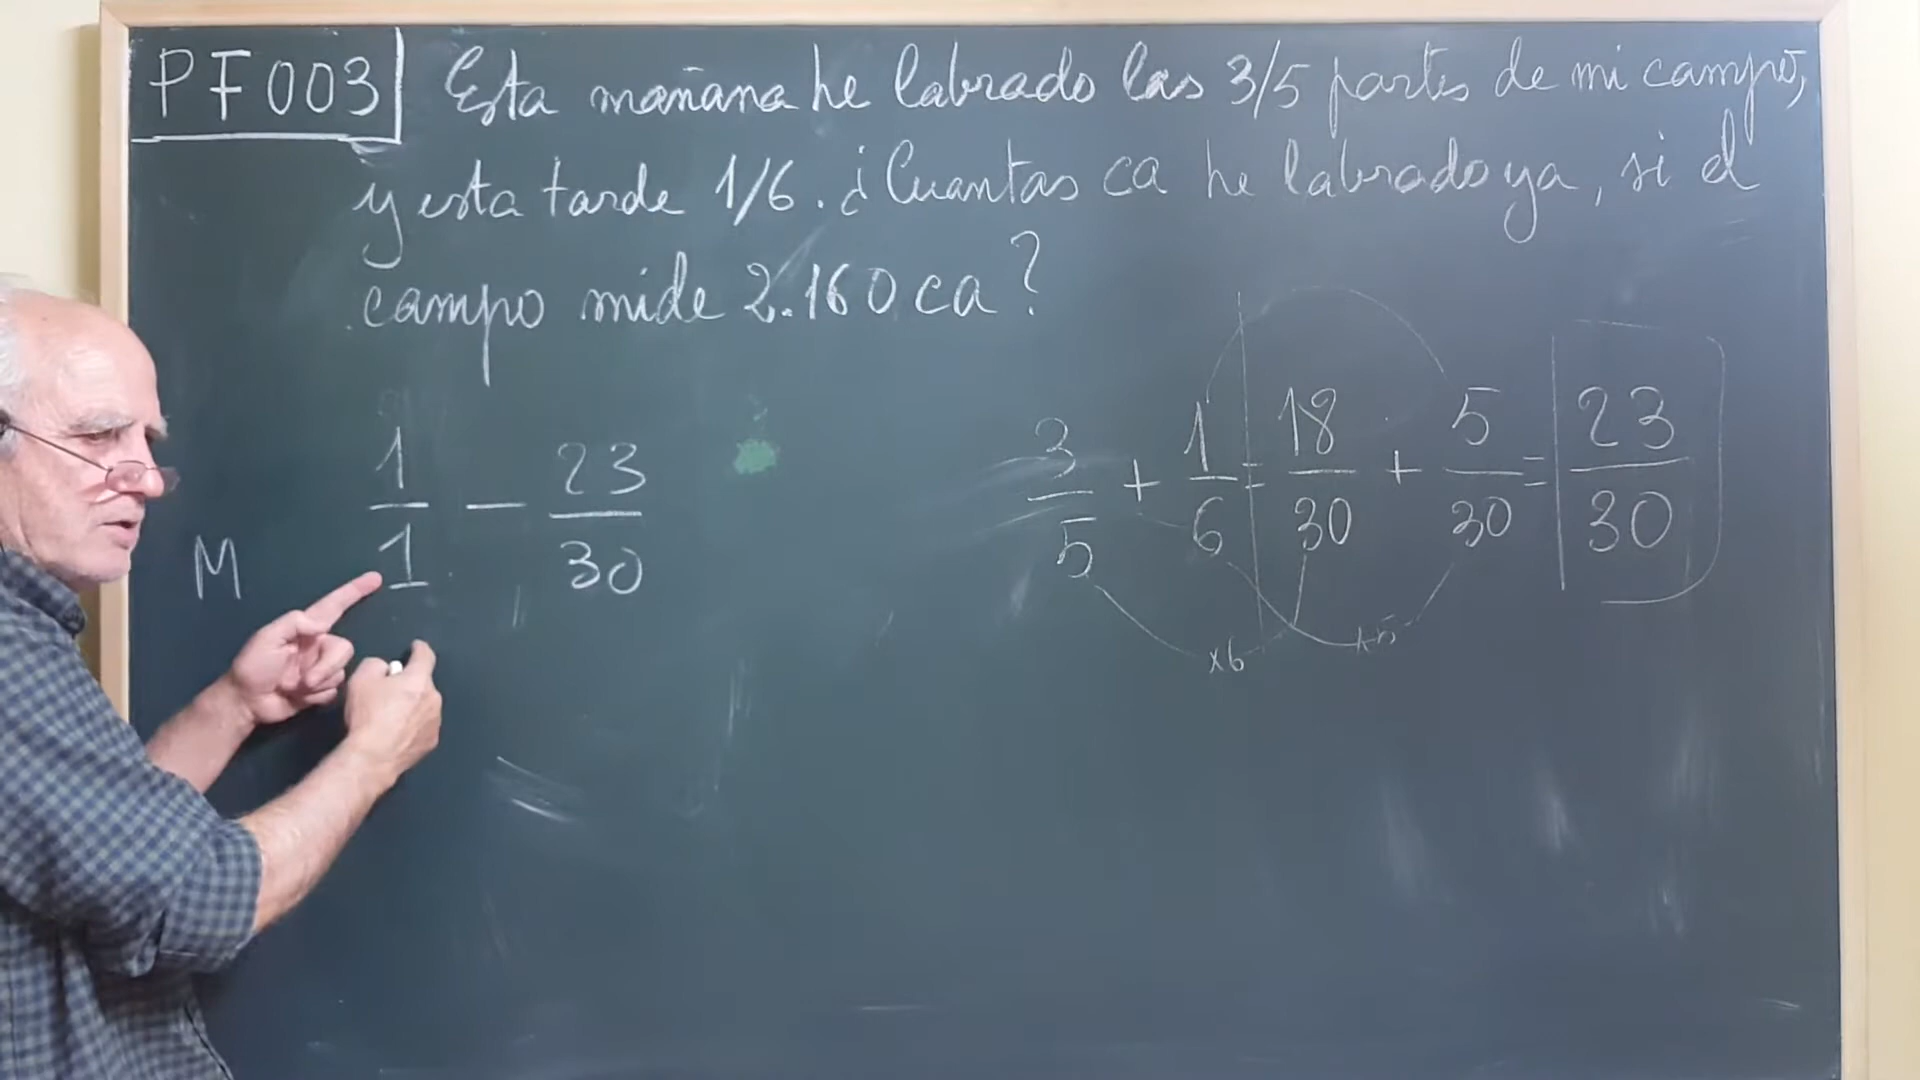 PF003 Esta mañana he labrado las 3/5 partes de mi campo,
y esta tarde 1/6. ¿Cuantas ca he labrado ya, si el
campo mide 2.160 ca?
M 1/1 - 23/30
3/5 + 1/6 = 18/30 + 5/30 = 23/30
x6 x5